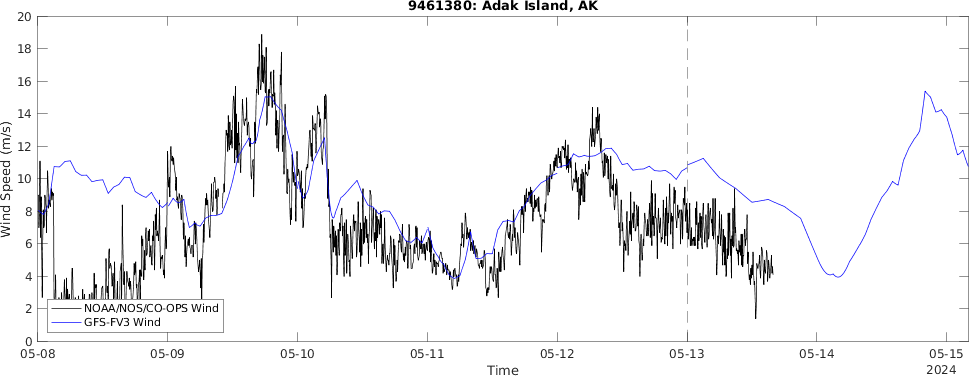 9461380: Adak Island, AK
Wind Speed (m/s)
20
18
16
14
12
10
8
6
4
2
0
NOAA/NOS/CO-OPS Wind
GFS-FV3 Wind
05-08 05-09 05-10 05-11 05-12 05-13 05-14 05-15
Time
2024